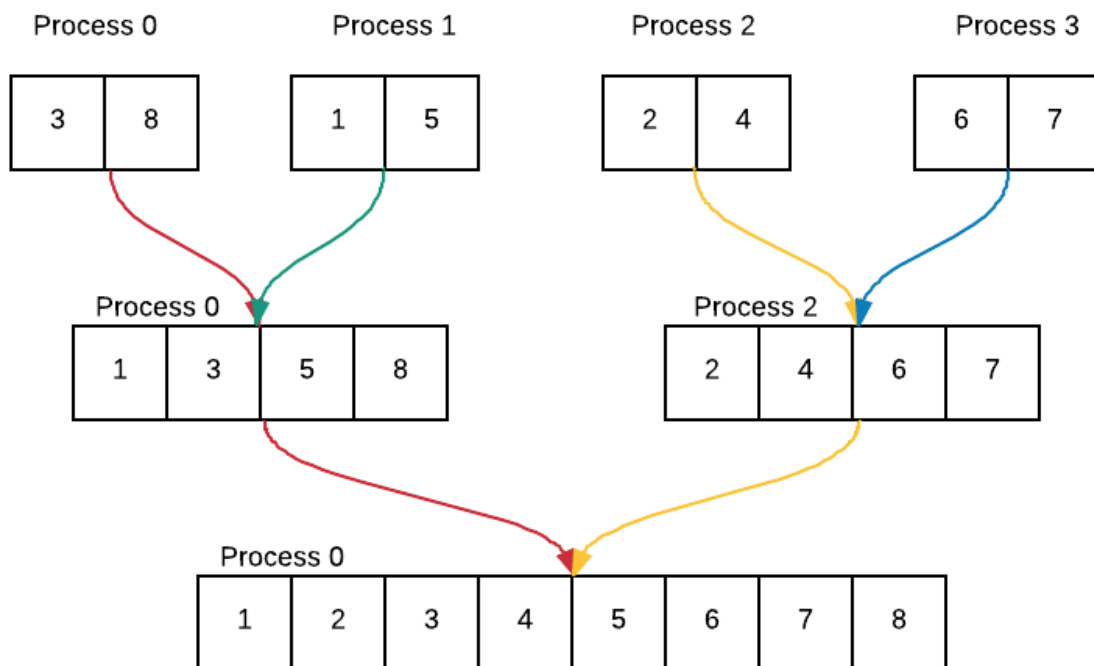 Process 0 Process 1 Process 2 Process 3
3 8 1 5 2 4 6 7
Process 0 Process 2
1 3 5 8 2 4 6 7
Process 0
1 2 3 4 5 6 7 8